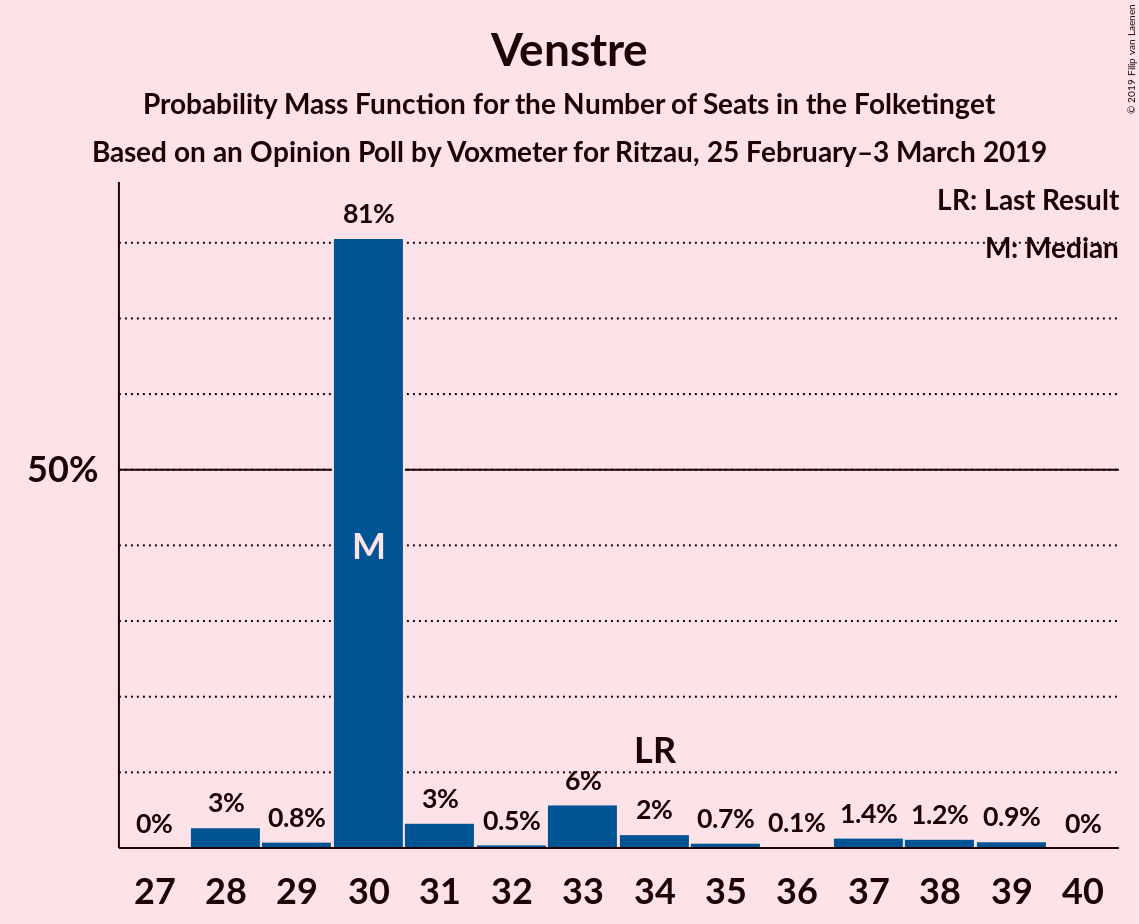 Venstre
Probability Mass Function for the Number of Seats in the Folketinget
Based on an Opinion Poll by Voxmeter for Ritzau, 25 February–3 March 2019
© 2019 Filip van Laenen
LR: Last Result
M: Median
50%
0%
3%
0.8%
81%
3%
0.5%
6%
2%
0.7%
0.1%
1.4%
1.2%
0.9%
0%
M
LR
27 28 29 30 31 32 33 34 35 36 37 38 39 40